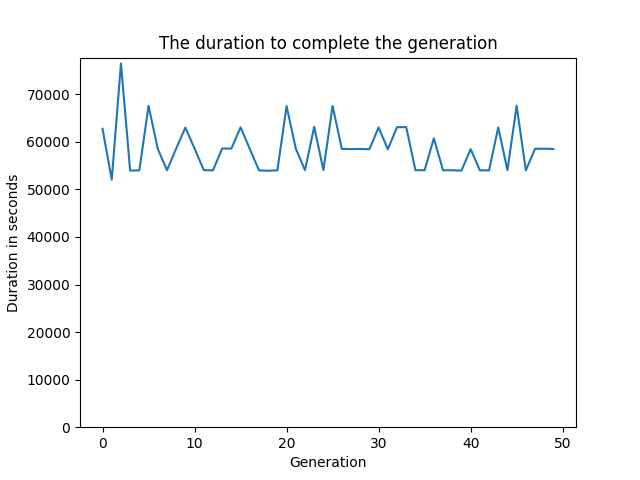 The duration to complete the generation
70000
60000
50000
40000
30000
20000
10000
0
Duration in seconds
0 10 20 30 40 50
Generation